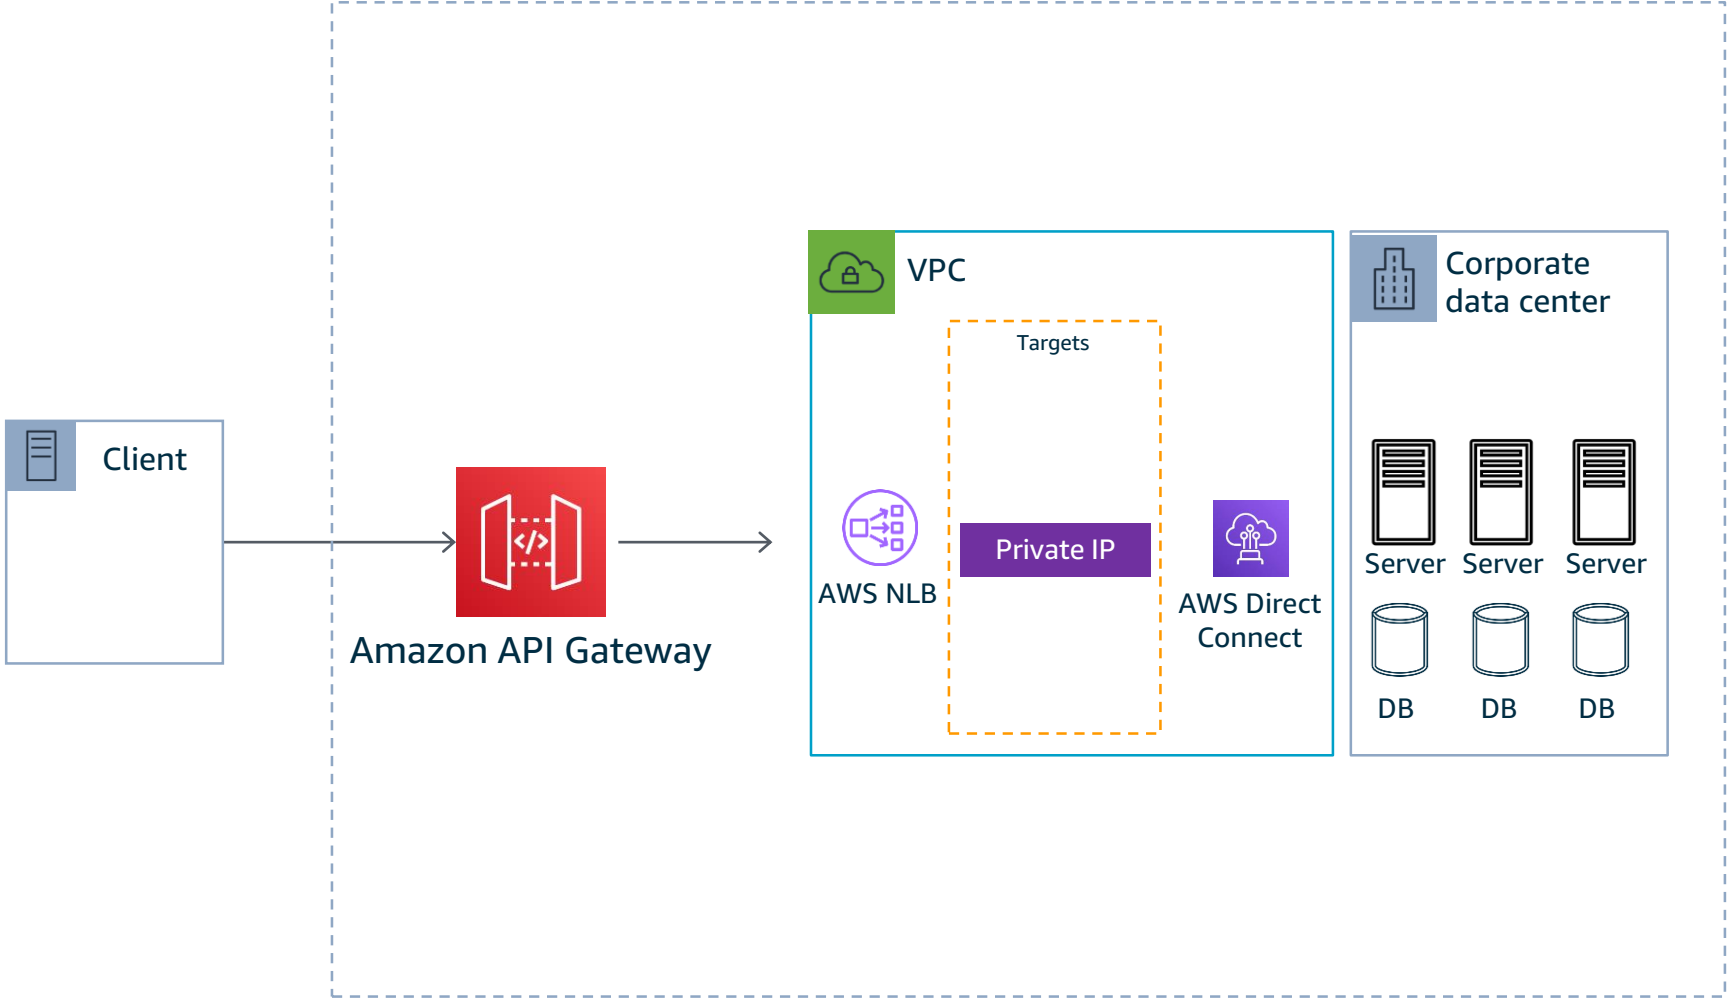 Client
Amazon API Gateway
VPC
Targets
AWS NLB
Private IP
AWS Direct
Connect
Corporate
data center
Server Server Server
DB DB DB